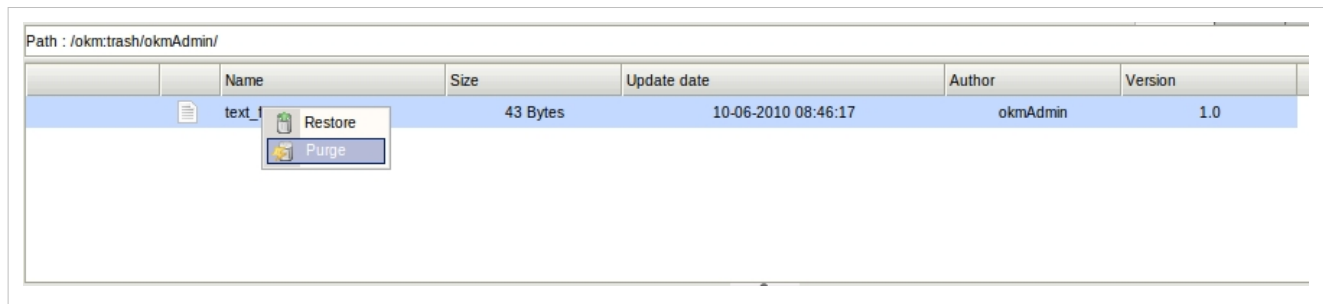 Path : /okm:trash/okmAdmin/
Name Size Update date Author Version
text_ 43 Bytes 10-06-2010 08:46:17 okmAdmin 1.0
Restore
Purge